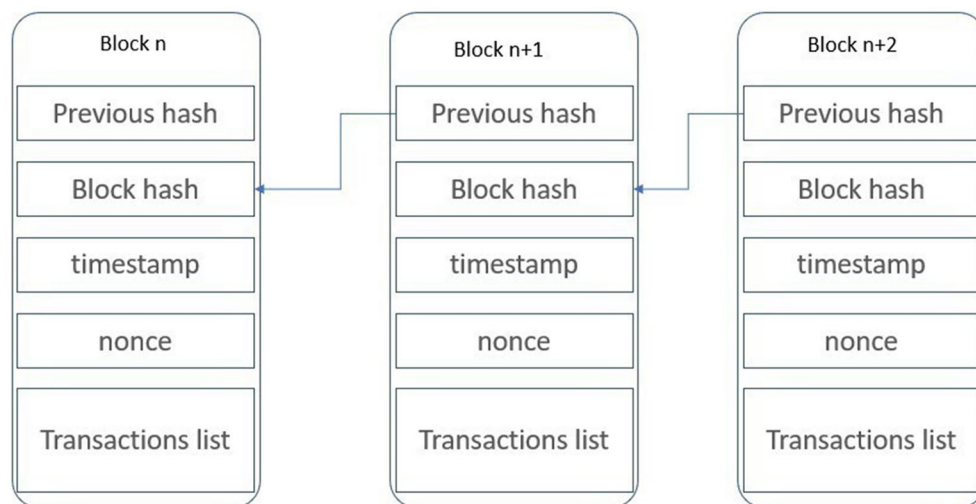 Block n
Previous hash
Block hash
timestamp
nonce
Transactions list
Block n+1
Previous hash
Block hash
timestamp
nonce
Transactions list
Block n+2
Previous hash
Block hash
timestamp
nonce
Transactions list